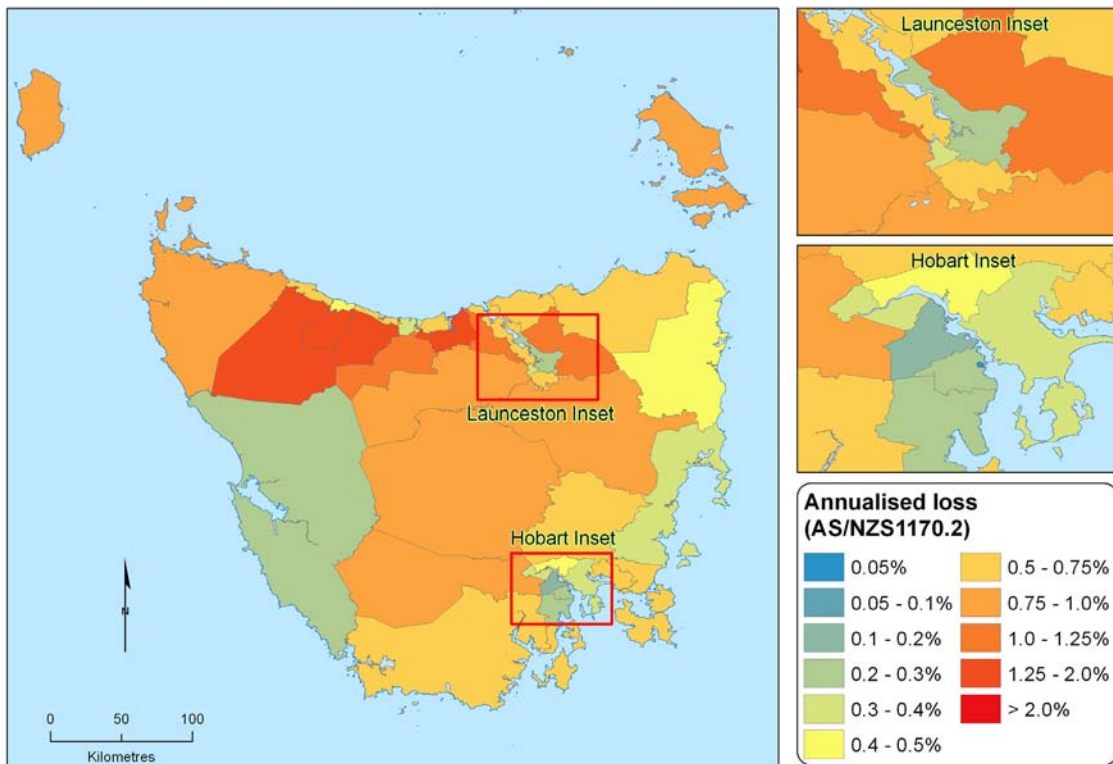 Launceston Inset
Hobart Inset
N
0 50 100
Kilometres
Launceston Inset
Hobart Inset
Annualised loss
(AS/NZS1170.2)
0.05%
0.05 - 0.1%
0.1 - 0.2%
0.2 - 0.3%
0.3 - 0.4%
0.4 - 0.5%
0.5 - 0.75%
0.75 - 1.0%
1.0 - 1.25%
1.25 - 2.0%
> 2.0%